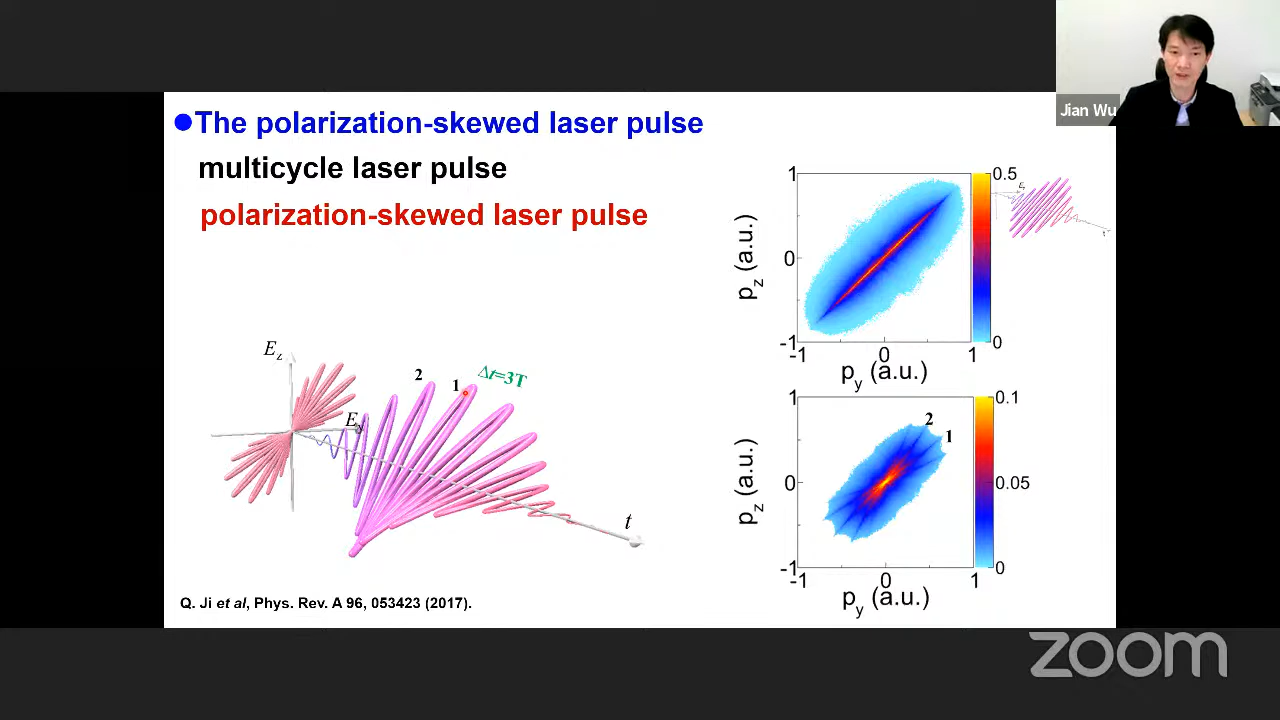 Jian Wu
●The polarization-skewed laser pulse
multicycle laser pulse
polarization-skewed laser pulse
1
0
-1
-1
0
1
p_z (a.u.)
p_y (a.u.)
0.5
0
t
E_z
2
1
Δt=3T
t
1
0
-1
-1
0
1
p_z (a.u.)
p_y (a.u.)
2
1
0.1
0.05
0
Q. Ji et al, Phys. Rev. A 96, 053423 (2017).
zoom